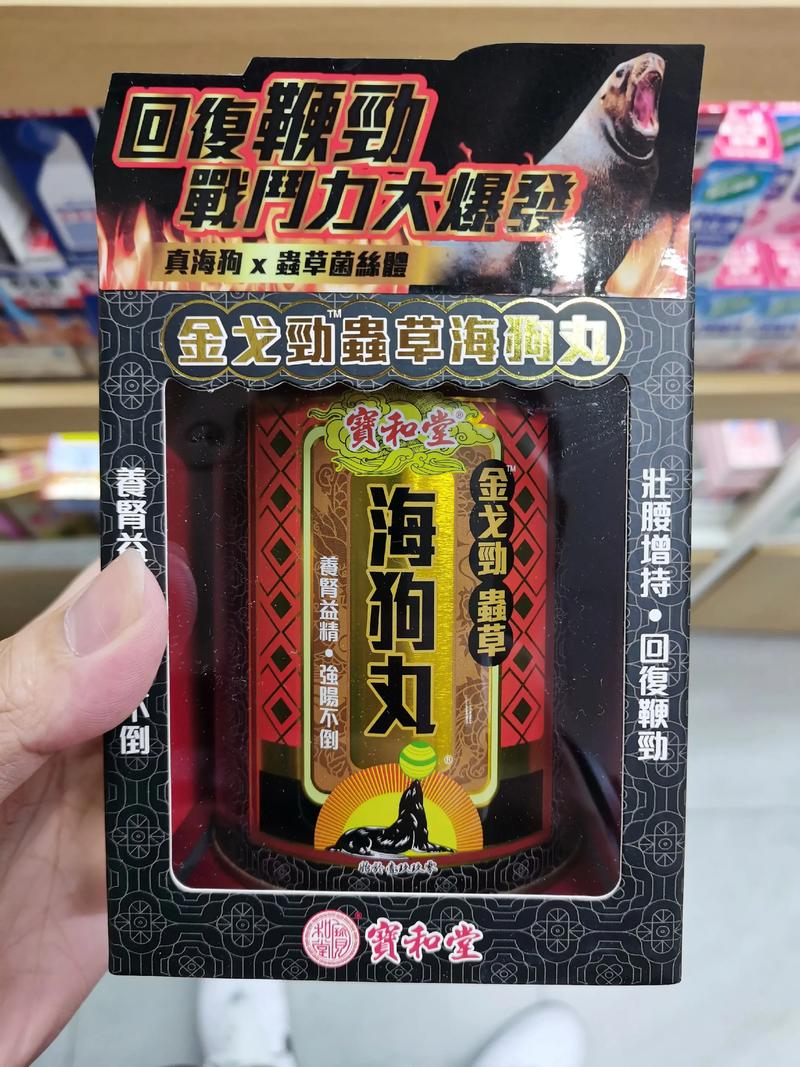 回復鞭勁
戰鬥力大爆發
真海狗 x 蟲草菌絲體
金戈勁™蟲草海狗丸
養腎益
不倒
寶和堂®
金戈勁™蟲草
海狗丸®
養腎益精•強陽不倒
壯腰增持•回復鞭勁
寶和堂